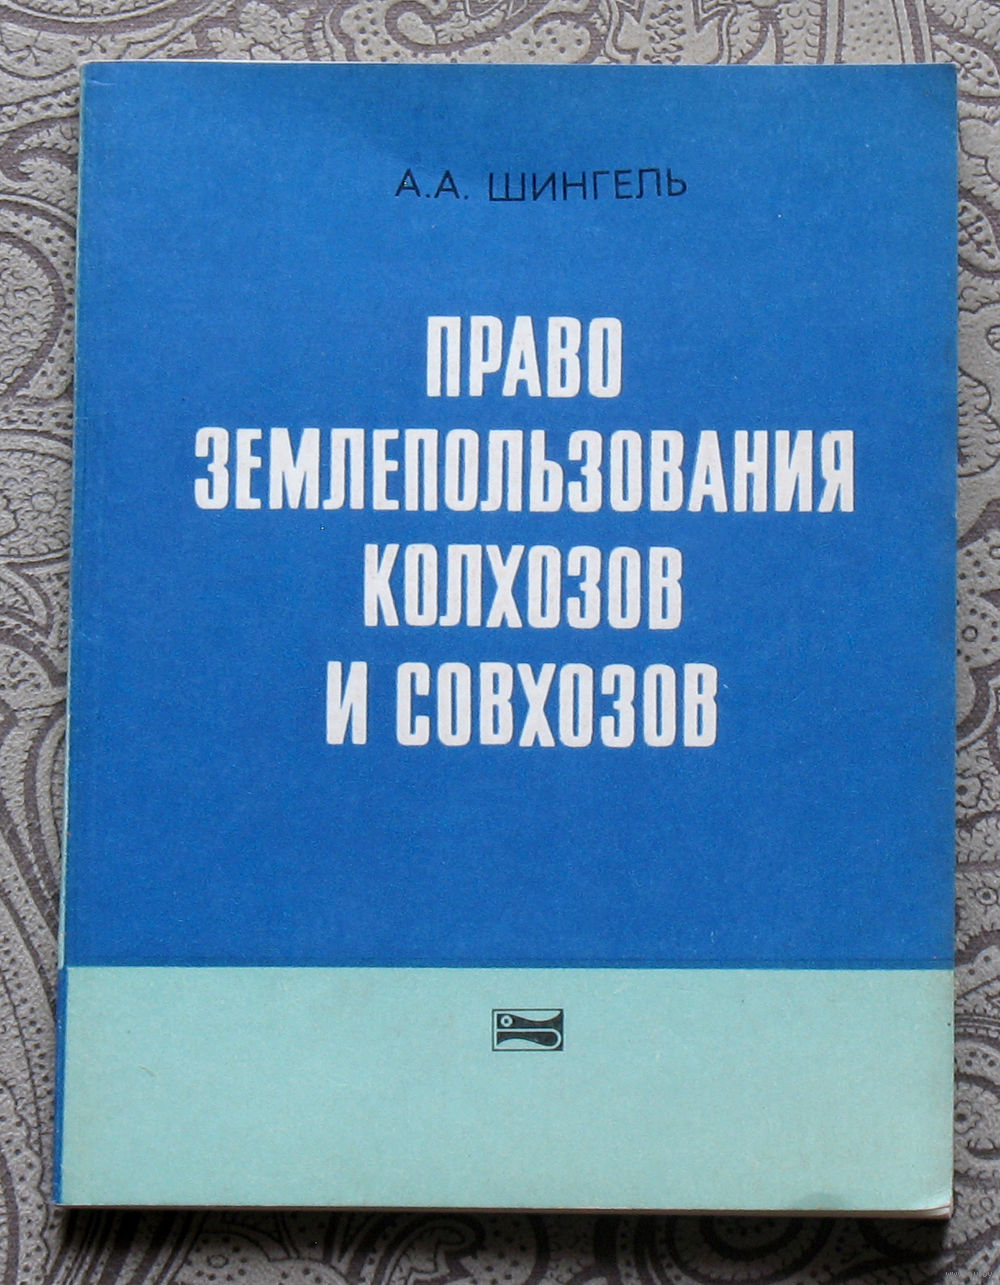 А.А. ШИНГЕЛЬ
ПРАВО
ЗЕМЛЕПОЛЬЗОВАНИЯ
КОЛХОЗОВ
И СОВХОЗОВ